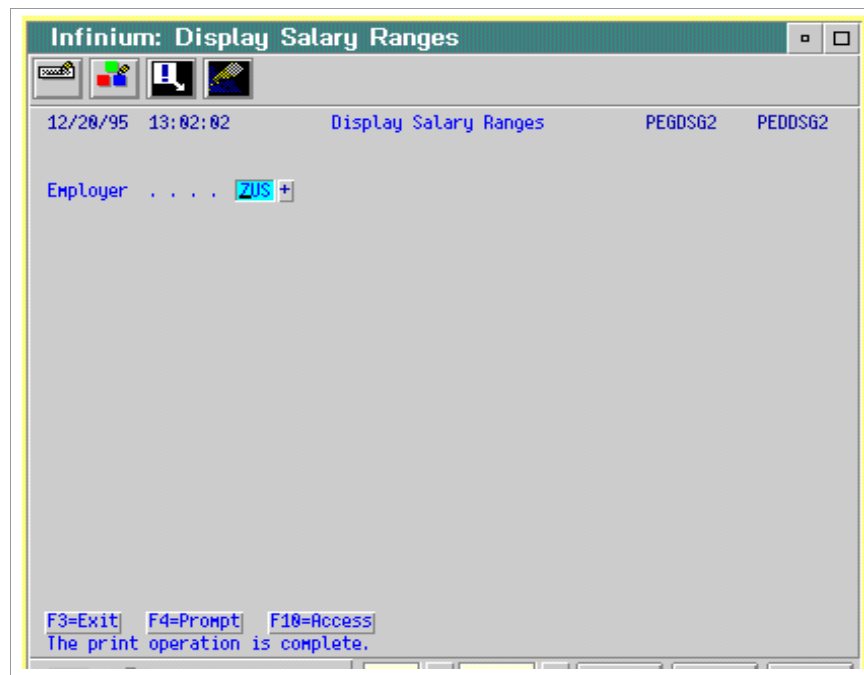 Infinium: Display Salary Ranges
12/20/95 13:02:02 Display Salary Ranges PEGDSG2 PEDDSG2
Employer . . . . ZUS +
F3=Exit F4=Prompt F10=Access
The print operation is complete.